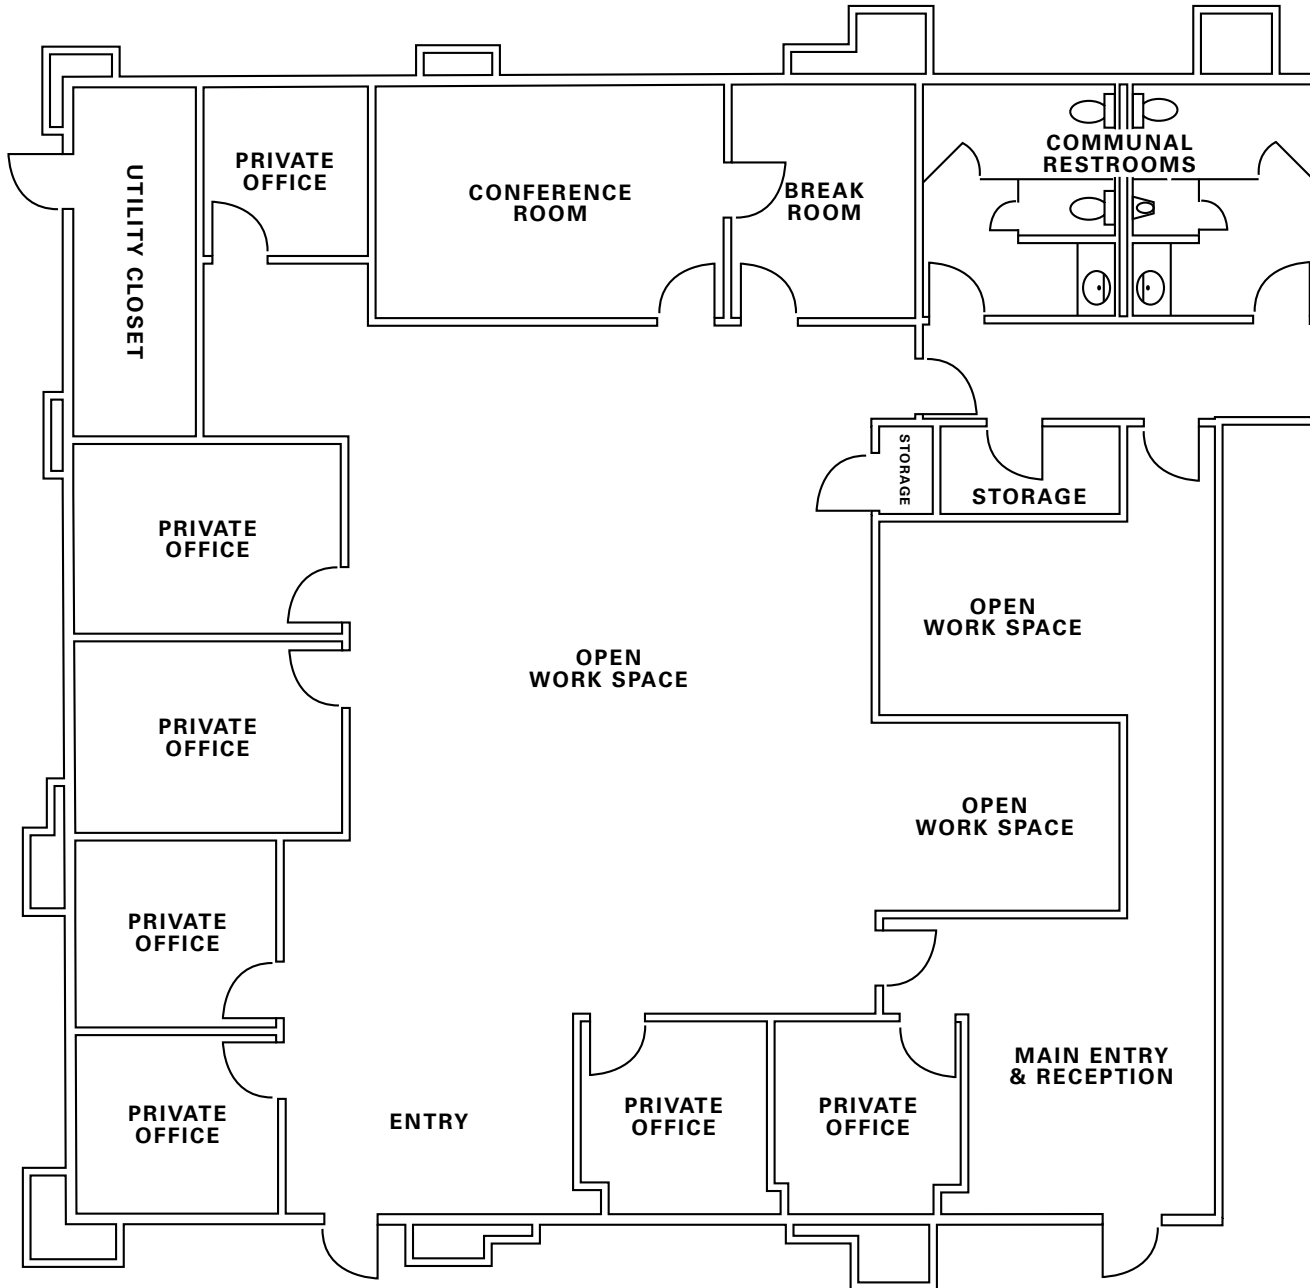 COMMUNAL
RESTROOMS
PRIVATE
OFFICE
CONFERENCE
ROOM
BREAK
ROOM
UTILITY CLOSET
STORAGE
STORAGE
PRIVATE
OFFICE
OPEN
WORK SPACE
OPEN
WORK SPACE
PRIVATE
OFFICE
OPEN
WORK SPACE
PRIVATE
OFFICE
MAIN ENTRY
& RECEPTION
PRIVATE
OFFICE
ENTRY
PRIVATE
OFFICE
PRIVATE
OFFICE